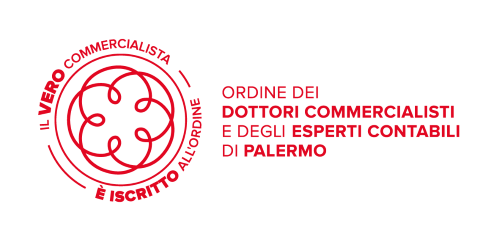 IL VERO COMMERCIALISTA
È ISCRITTO ALL'ORDINE
ORDINE DEI
DOTTORI COMMERCIALISTI
E DEGLI ESPERTI CONTABILI
DI PALERMO